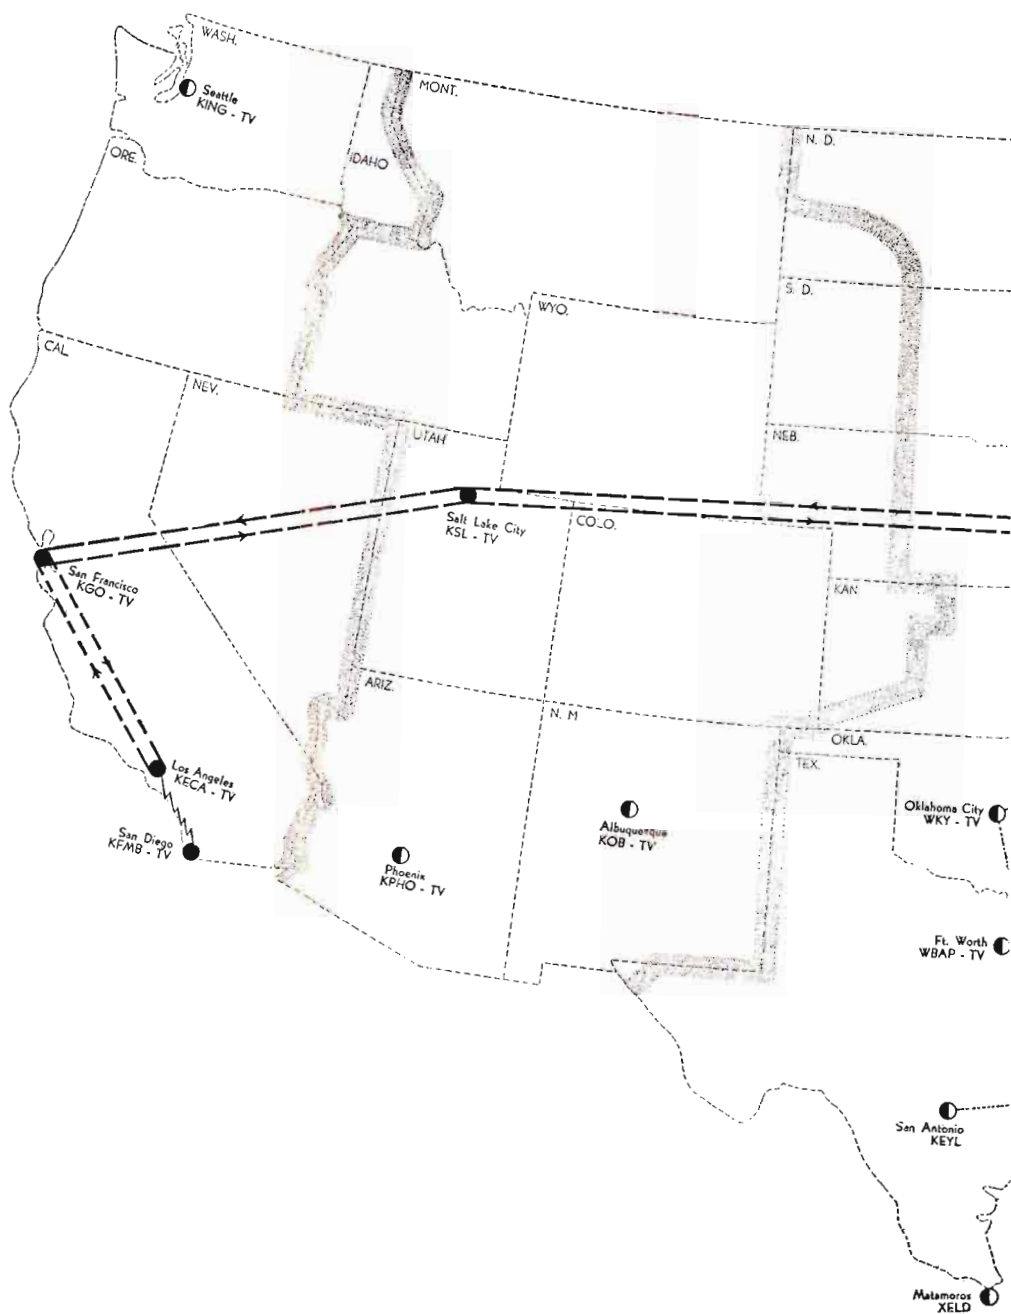 WASH.
Seattle
KING - TV
MONT.
N. D.
ORE.
IDAHO
S. D.
WYO.
CAL.
NEV.
UTAH
NEB.
Salt Lake City
KSL - TV
COLO.
San Francisco
KGO - TV
KAN
ARIZ.
N. M
OKLA.
TEX.
Los Angeles
KECA - TV
San Diego
KFMB - TV
Phoenix
KPHO - TV
Albuquerque
KOB - TV
Oklahoma City
WKY - TV
Ft. Worth
WBAP - TV
San Antonio
KEYL
Matamoros
XELD